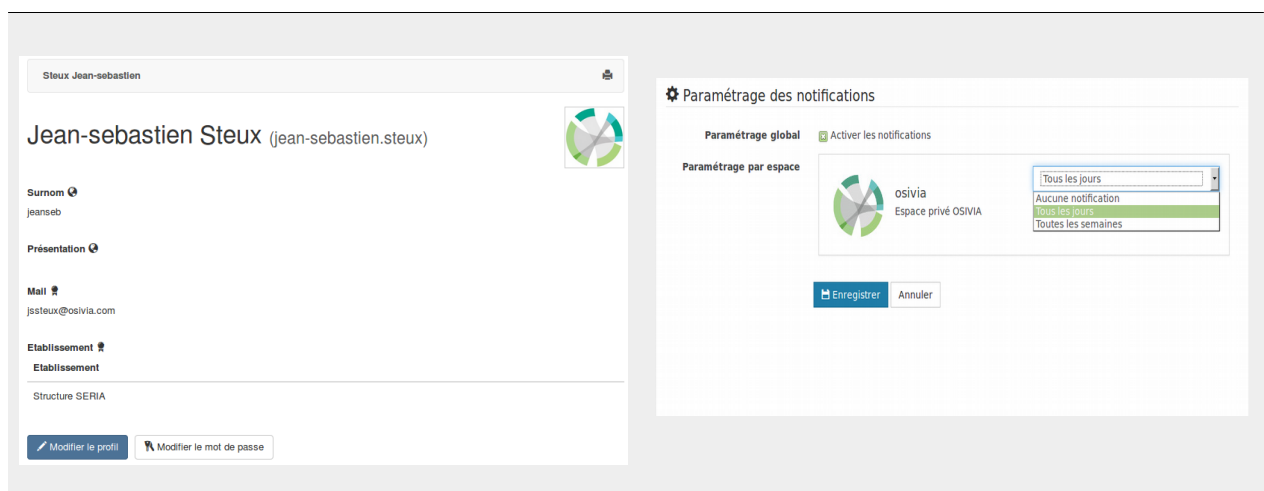 Steux Jean-sebastien
Jean-sebastien Steux (jean-sebastien.steux)
Surnom
jeanseb
Présentation
Mail
jssteux@osivia.com
Etablissement
Etablissement
Structure SERIA
Modifier le profil
Modifier le mot de passe
Paramétrage des notifications
Paramétrage global
Activer les notifications
Paramétrage par espace
osivia
Espace privé OSIVIA
Tous les jours
Aucune notification
Tous les jours
Toutes les semaines
Enregistrer
Annuler